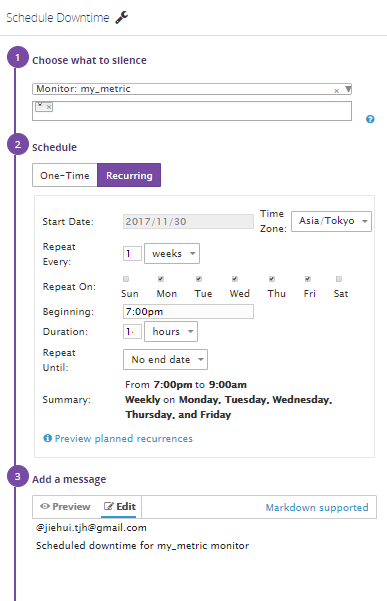 Schedule Downtime
1 Choose what to silence
Monitor: my_metric
* ×
2 Schedule
One-Time Recurring
Start Date: 2017/11/30 Time Zone: Asia/Tokyo
Repeat Every: 1 weeks
Repeat On: Sun Mon Tue Wed Thu Fri Sat
Beginning: 7:00pm
Duration: hours
Repeat Until: No end date
Summary: From 7:00pm to 9:00am
Weekly on Monday, Tuesday, Wednesday,
Thursday, and Friday
Preview planned recurrences
3 Add a message
Preview Edit Markdown supported
@jiehui.tjh@gmail.com
Scheduled downtime for my_metric monitor